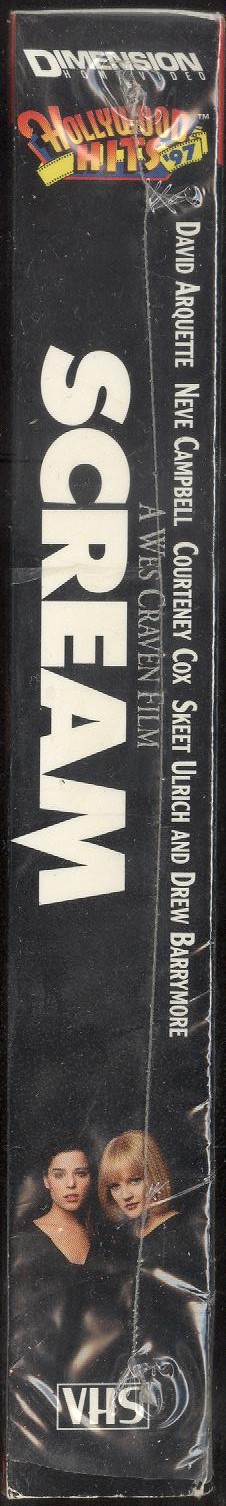 DIMENSION
HOME VIDEO
HOLLYWOOD™
HITS '97
DAVID ARQUETTE NEVE CAMPBELL COURTENEY COX SKEET ULRICH AND DREW BARRYMORE
A WES CRAVEN FILM
SCREAM
VHS